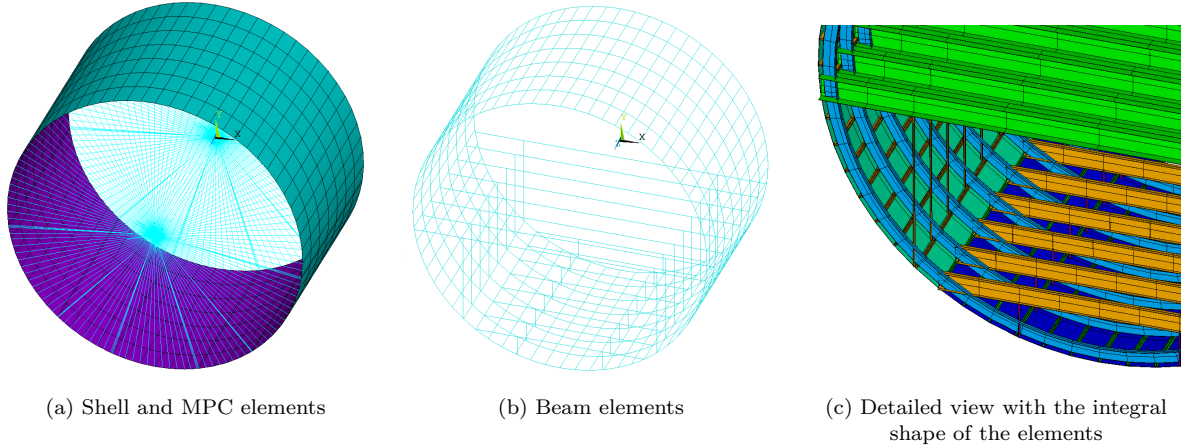 Y
X
Y
X
(a) Shell and MPC elements
(b) Beam elements
(c) Detailed view with the integral
shape of the elements